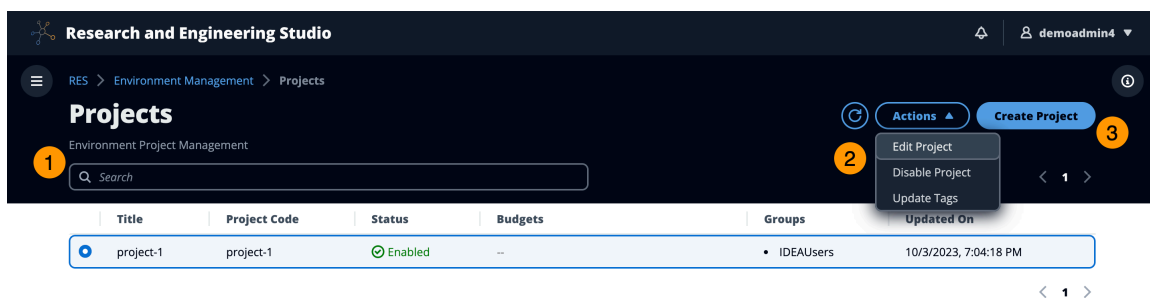 Research and Engineering Studio
demoadmin4
RES > Environment Management > Projects
Projects
Actions
Create Project
3
Environment Project Management
Edit Project
2
1
Search
Disable Project
< 1 >
Update Tags
Title Project Code Status Budgets Groups Updated On
project-1 project-1 Enabled -- • IDEAUsers 10/3/2023, 7:04:18 PM
< 1 >